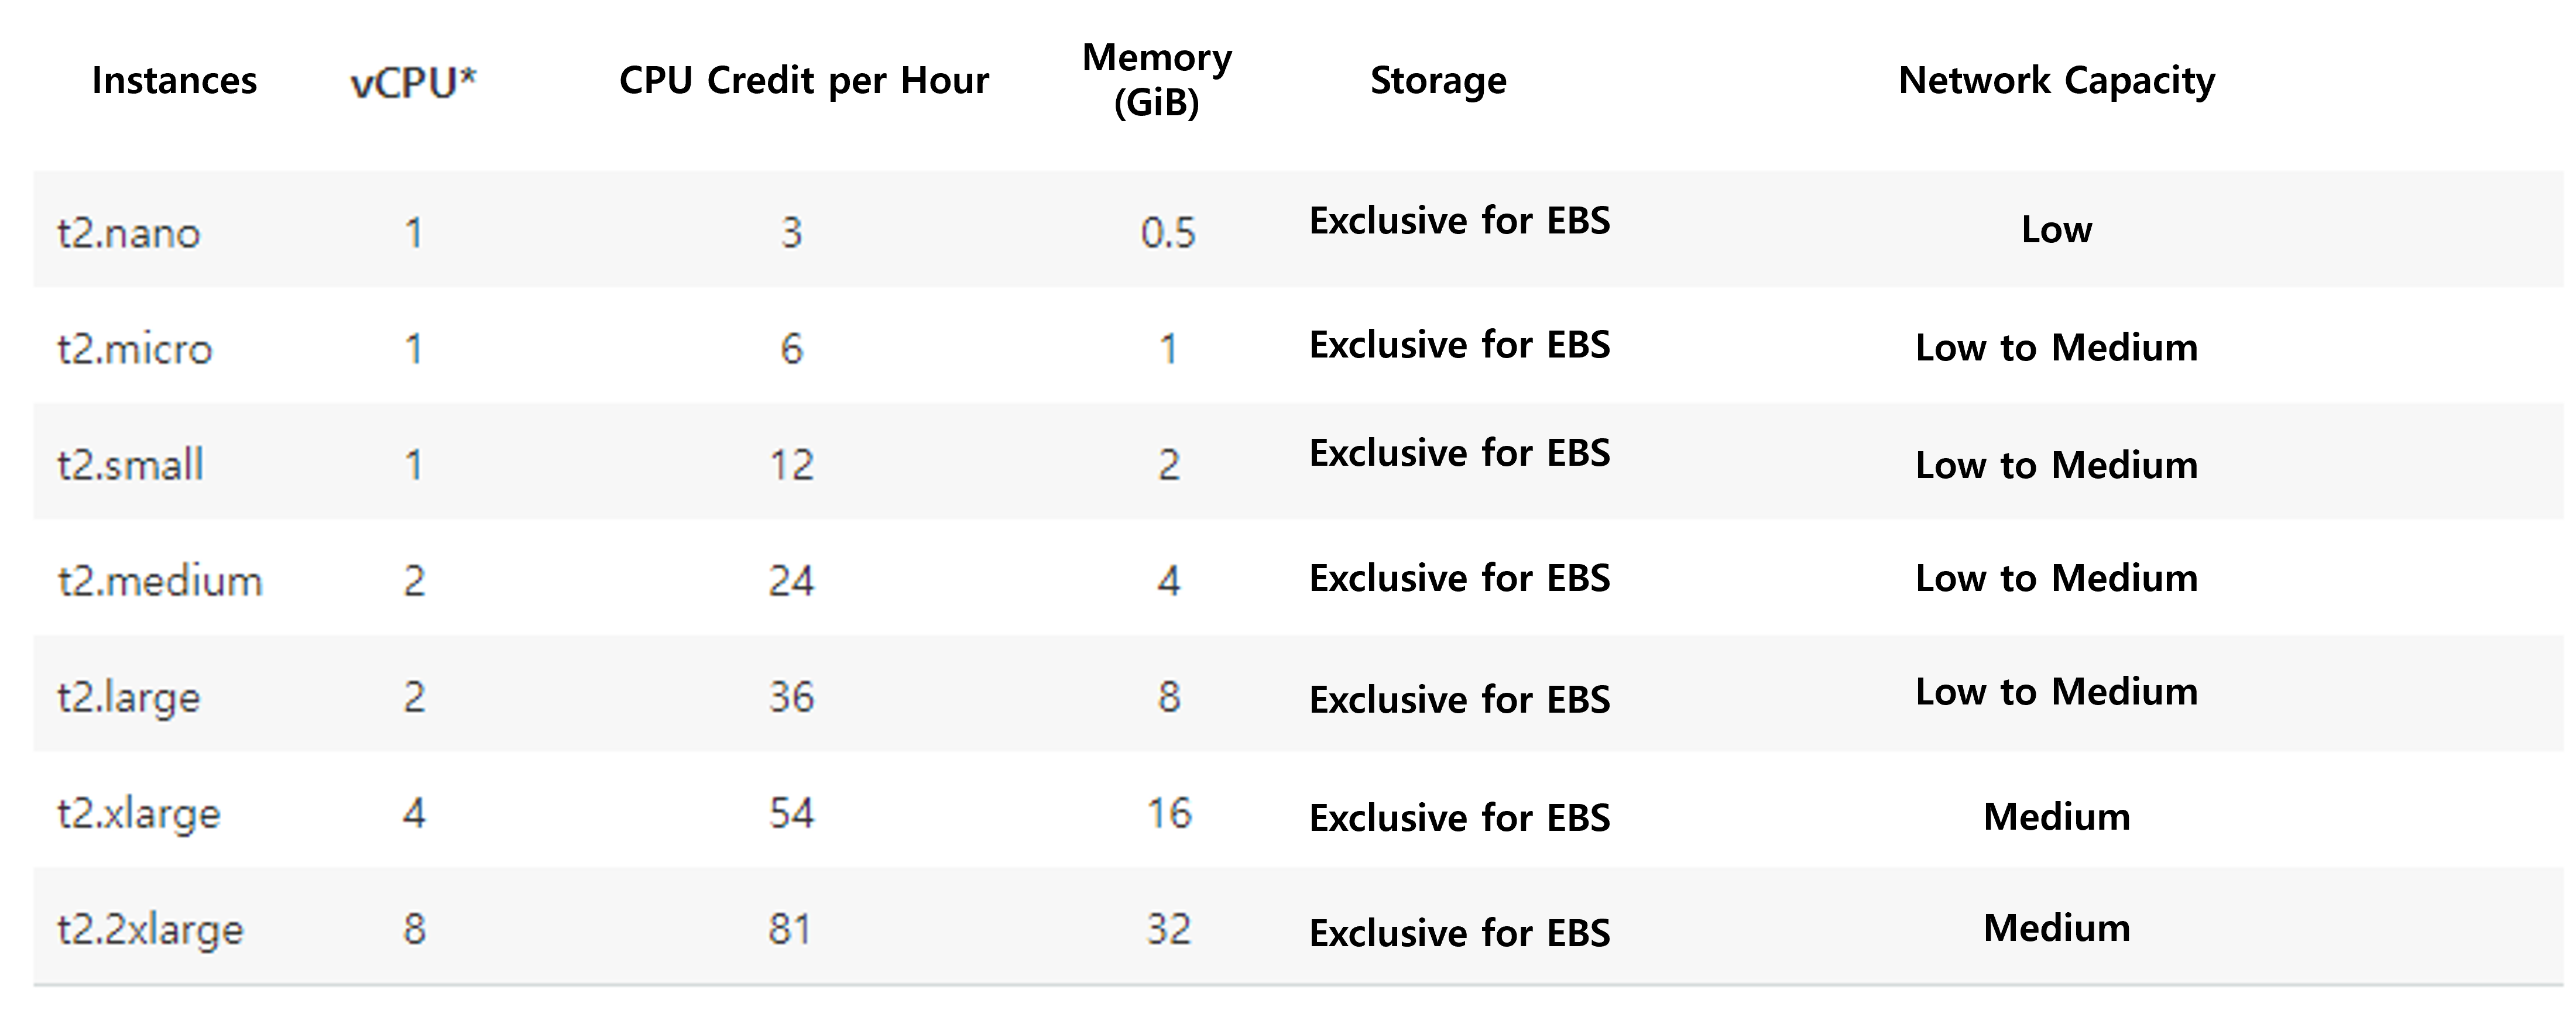 Instances vCPU* CPU Credit per Hour Memory (GiB) Storage Network Capacity
t2.nano 1 3 0.5 Exclusive for EBS Low
t2.micro 1 6 1 Exclusive for EBS Low to Medium
t2.small 1 12 2 Exclusive for EBS Low to Medium
t2.medium 2 24 4 Exclusive for EBS Low to Medium
t2.large 2 36 8 Exclusive for EBS Low to Medium
t2.xlarge 4 54 16 Exclusive for EBS Medium
t2.2xlarge 8 81 32 Exclusive for EBS Medium